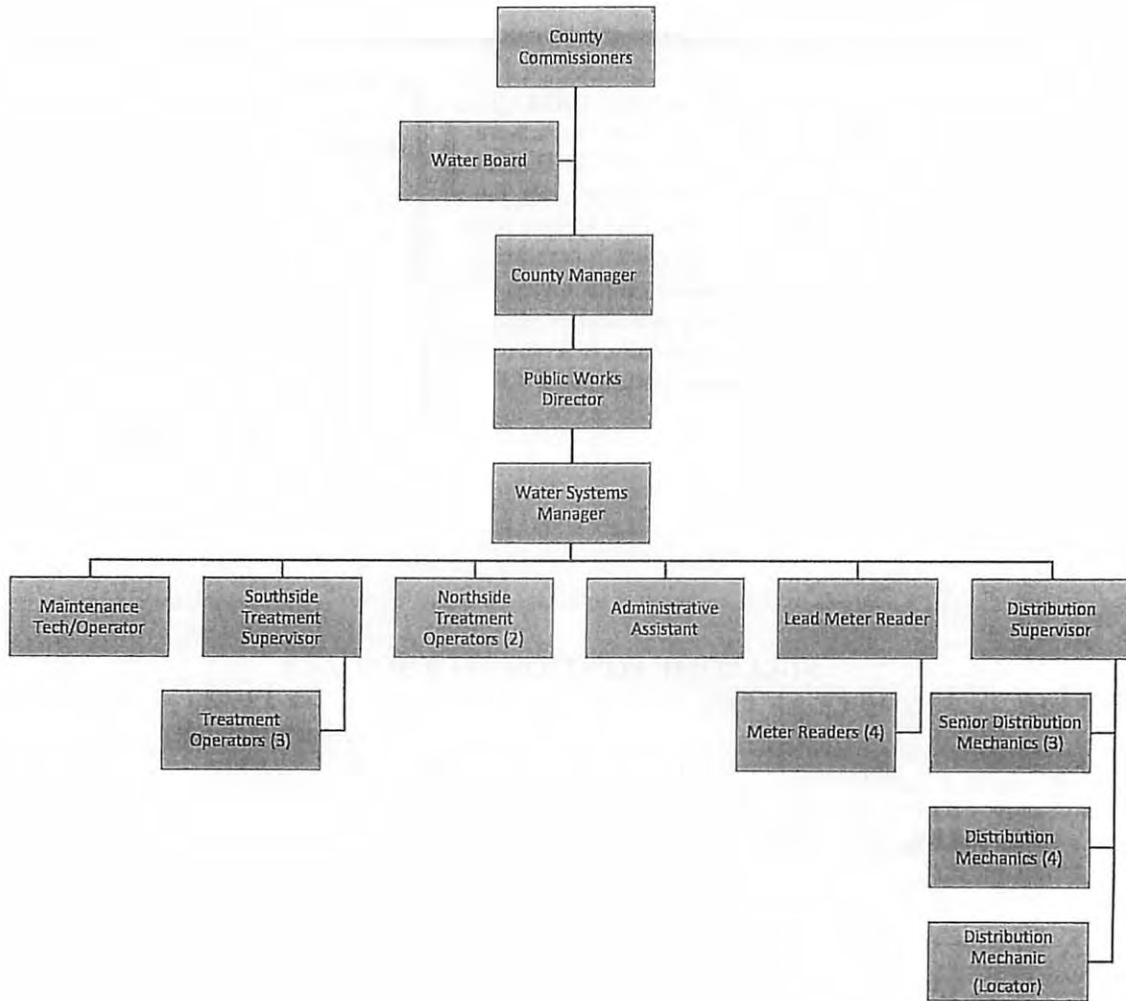 County
Commissioners
Water Board
County Manager
Public Works
Director
Water Systems
Manager
Maintenance
Tech/Operator
Southside
Treatment
Supervisor
Northside
Treatment
Operators (2)
Administrative
Assistant
Lead Meter Reader
Distribution
Supervisor
Treatment
Operators (3)
Meter Readers (4)
Senior Distribution
Mechanics (3)
Distribution
Mechanics (4)
Distribution
Mechanic
(Locator)